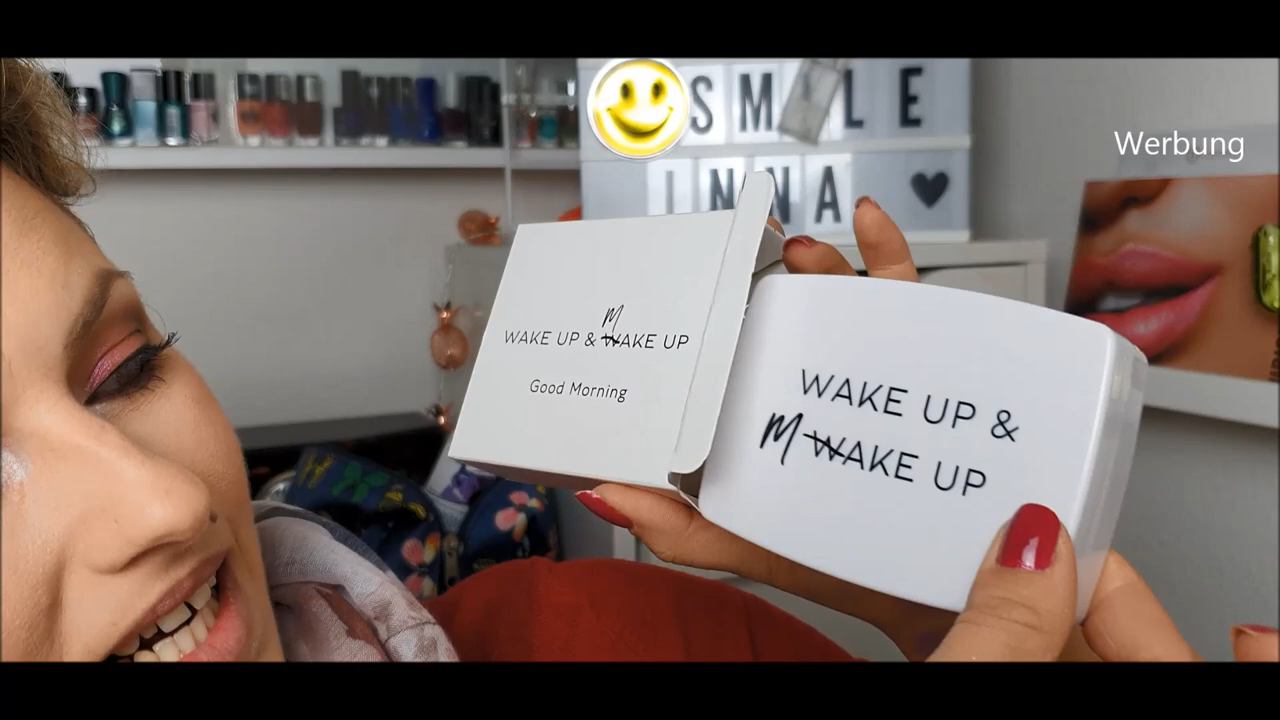 SMILE
INNA
Werbung
M
WAKE UP & WAKE UP
Good Morning
WAKE UP &
M WAKE UP